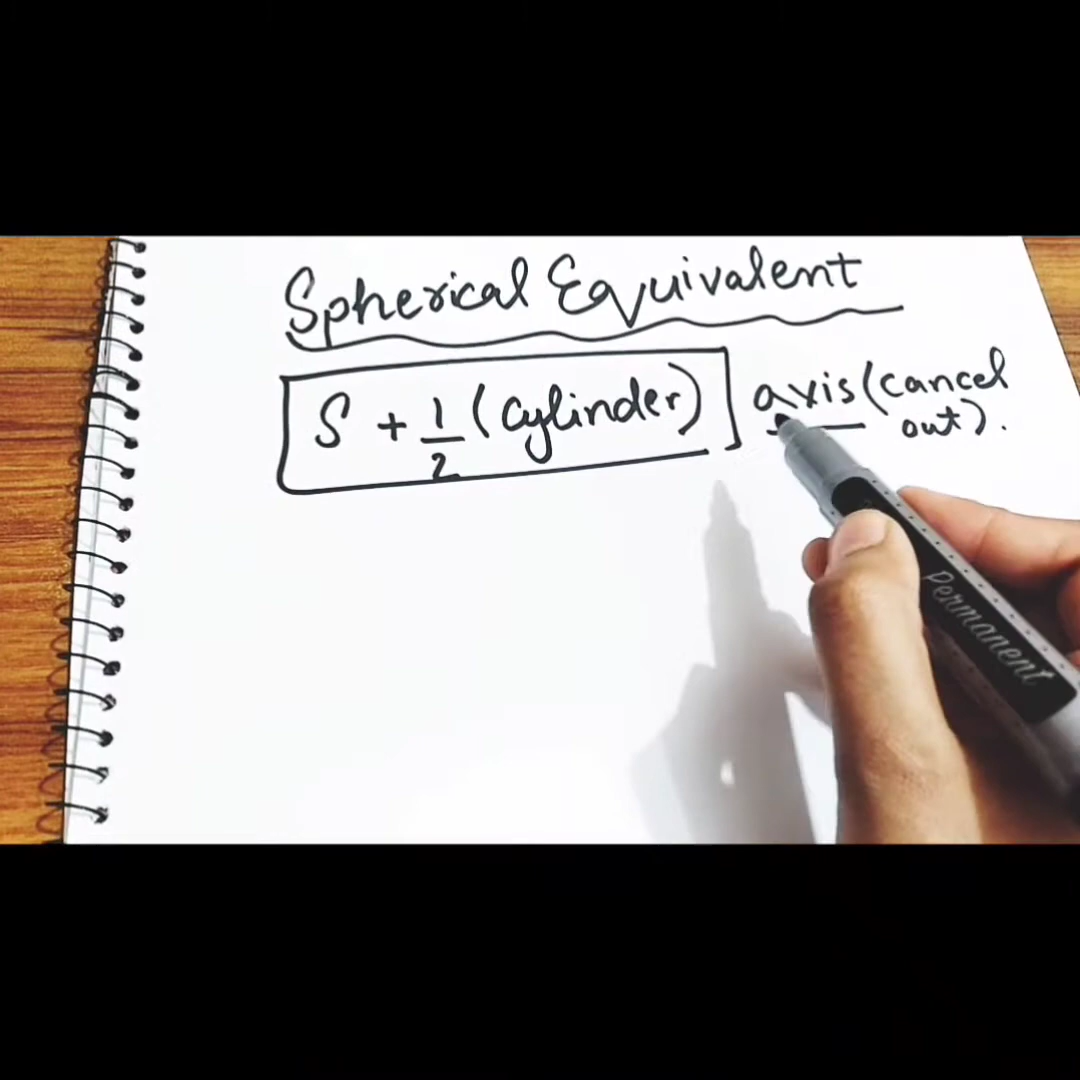 Spherical Equivalent
S + 1/2 (cylinder) axis (cancel
out).
Permanent